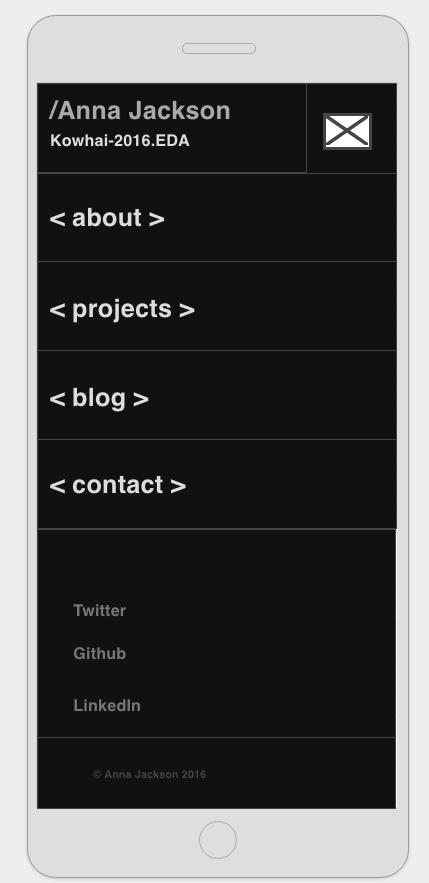 /Anna Jackson
Kowhai-2016.EDA
< about >
< projects >
< blog >
< contact >
Twitter
Github
LinkedIn
© Anna Jackson 2016